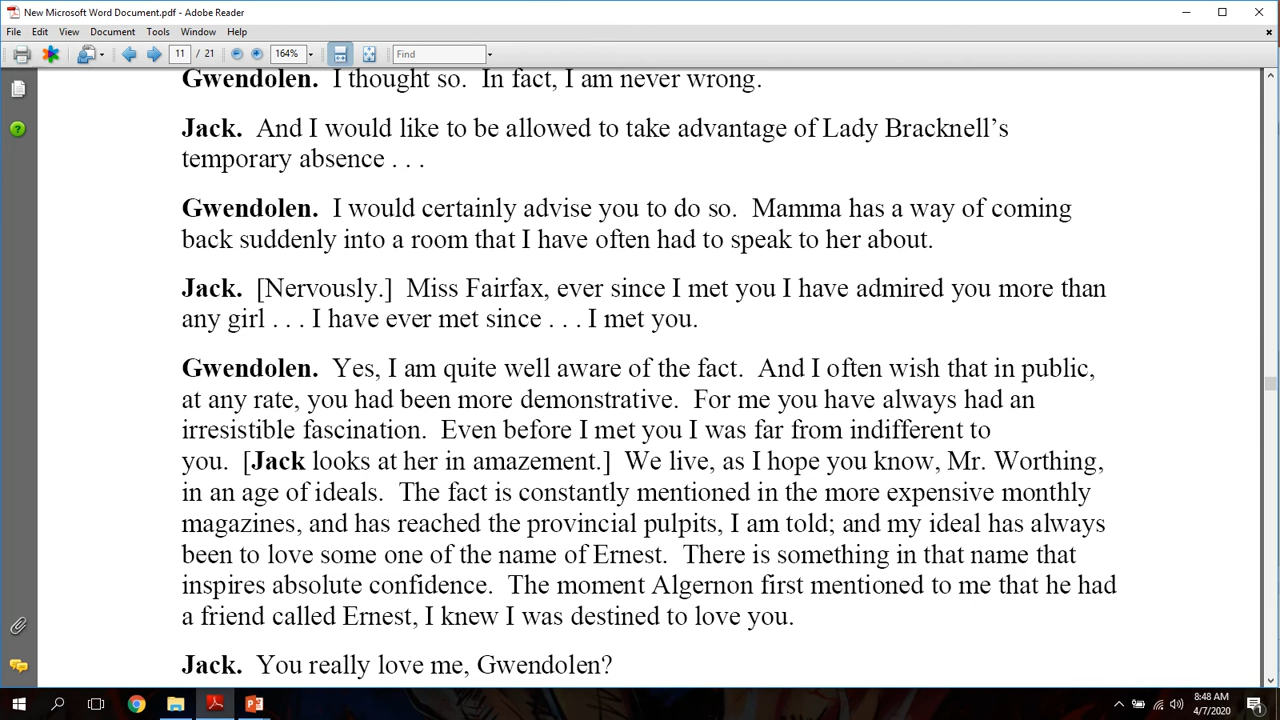 New Microsoft Word Document.pdf - Adobe Reader
File Edit View Document Tools Window Help
11 / 21 164% Find
Gwendolen.  I thought so.  In fact, I am never wrong.
Jack.  And I would like to be allowed to take advantage of Lady Bracknell’s
temporary absence . . .
Gwendolen.  I would certainly advise you to do so.  Mamma has a way of coming
back suddenly into a room that I have often had to speak to her about.
Jack.  [Nervously.]  Miss Fairfax, ever since I met you I have admired you more than
any girl . . . I have ever met since . . . I met you.
Gwendolen.  Yes, I am quite well aware of the fact.  And I often wish that in public,
at any rate, you had been more demonstrative.  For me you have always had an
irresistible fascination.  Even before I met you I was far from indifferent to
you.  [Jack looks at her in amazement.]  We live, as I hope you know, Mr. Worthing,
in an age of ideals.  The fact is constantly mentioned in the more expensive monthly
magazines, and has reached the provincial pulpits, I am told; and my ideal has always
been to love some one of the name of Ernest.  There is something in that name that
inspires absolute confidence.  The moment Algernon first mentioned to me that he had
a friend called Ernest, I knew I was destined to love you.
Jack.  You really love me, Gwendolen?
8:48 AM
4/7/2020